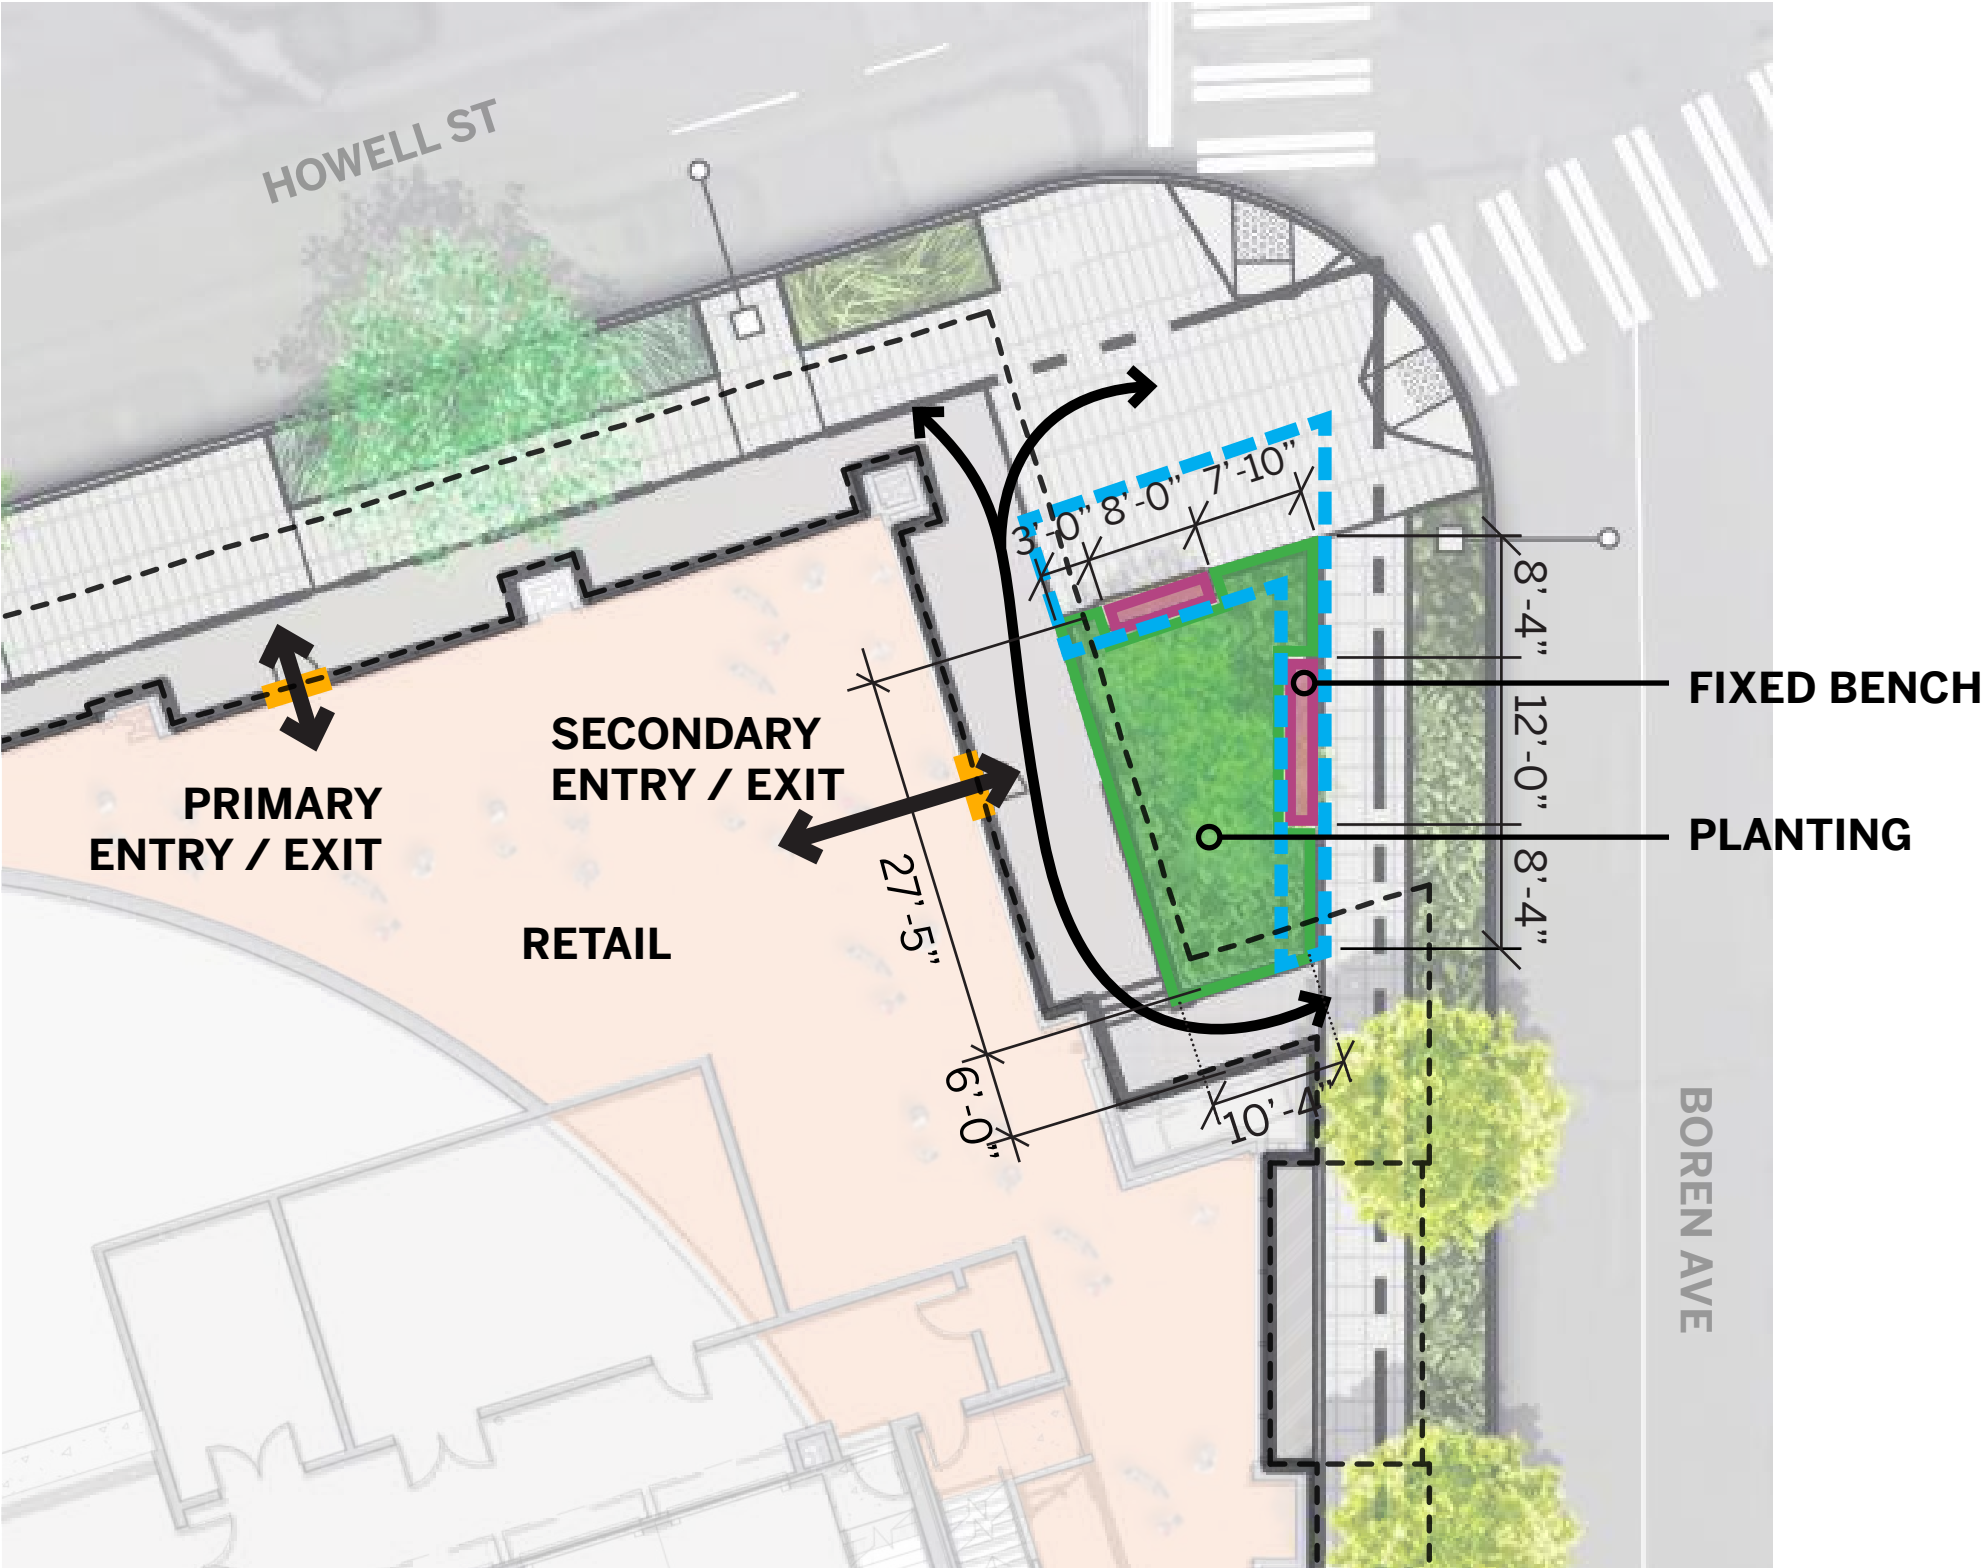 HOWELL ST
3'-0"
8'-0"
7'-10"
8'-4"
12'-0"
8'-4"
FIXED BENCH
PLANTING
SECONDARY
ENTRY / EXIT
PRIMARY
ENTRY / EXIT
RETAIL
27'-5"
6'-0"
10'-4"
BOREN AVE